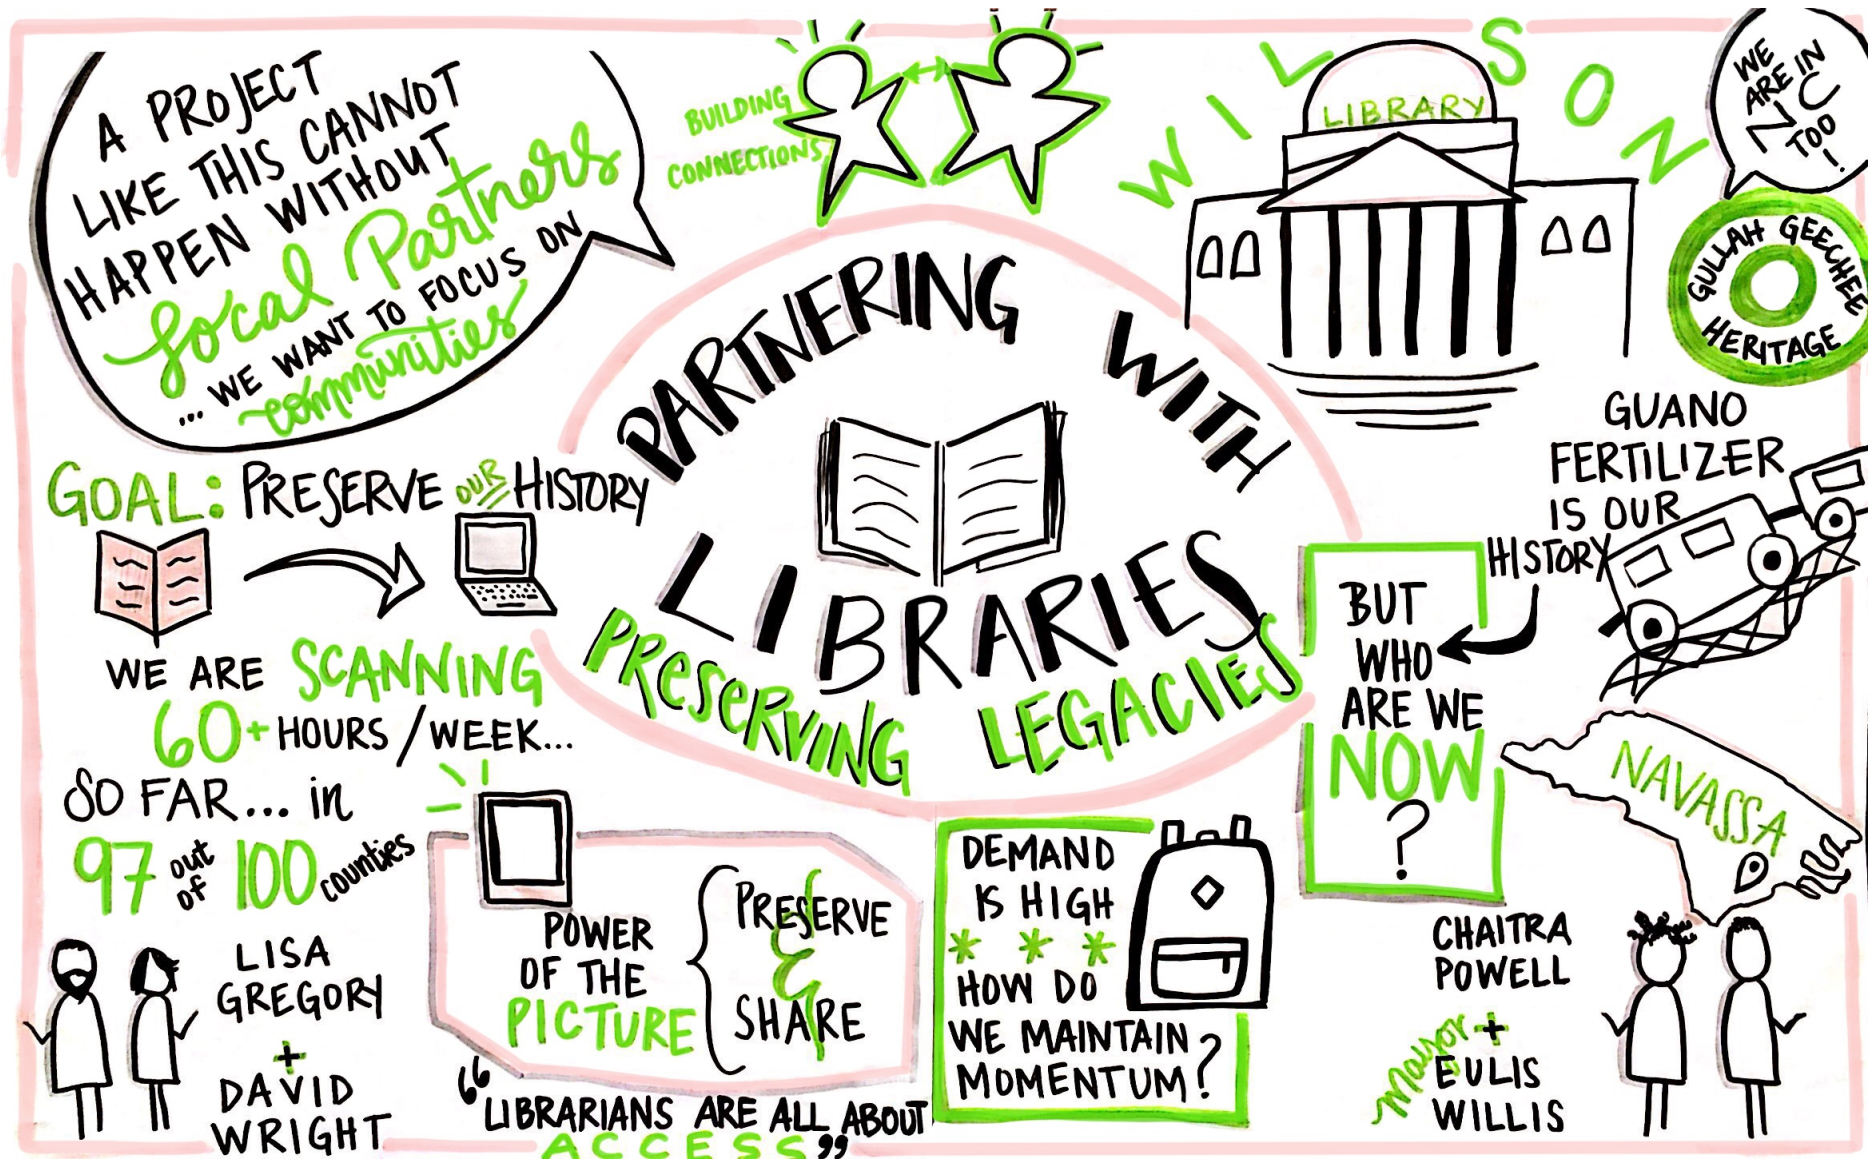 A PROJECT
LIKE THIS CANNOT
HAPPEN WITHOUT
Local Partners
... WE WANT TO FOCUS ON
communities
BUILDING
CONNECTIONS
WILSON
LIBRARY
WE
ARE IN
NC
TOO
!
GULLAH GEECHEE
HERITAGE
PARTNERING WITH
LIBRARIES
PRESERVING LEGACIES
GOAL: PRESERVE OUR HISTORY
WE ARE SCANNING
60+ HOURS / WEEK...
SO FAR... in
97 out of 100 counties
LISA
GREGORY
+
DAVID
WRIGHT
POWER
OF THE
PICTURE
PRESERVE
&
SHARE
“LIBRARIANS ARE ALL ABOUT
ACCESS”
DEMAND
IS HIGH
* * *
HOW DO
WE MAINTAIN
MOMENTUM?
GUANO
FERTILIZER
IS OUR
HISTORY
BUT
WHO
ARE WE
NOW
?
NAVASSA
CHAITRA
POWELL
+
Mayor
EULIS
WILLIS